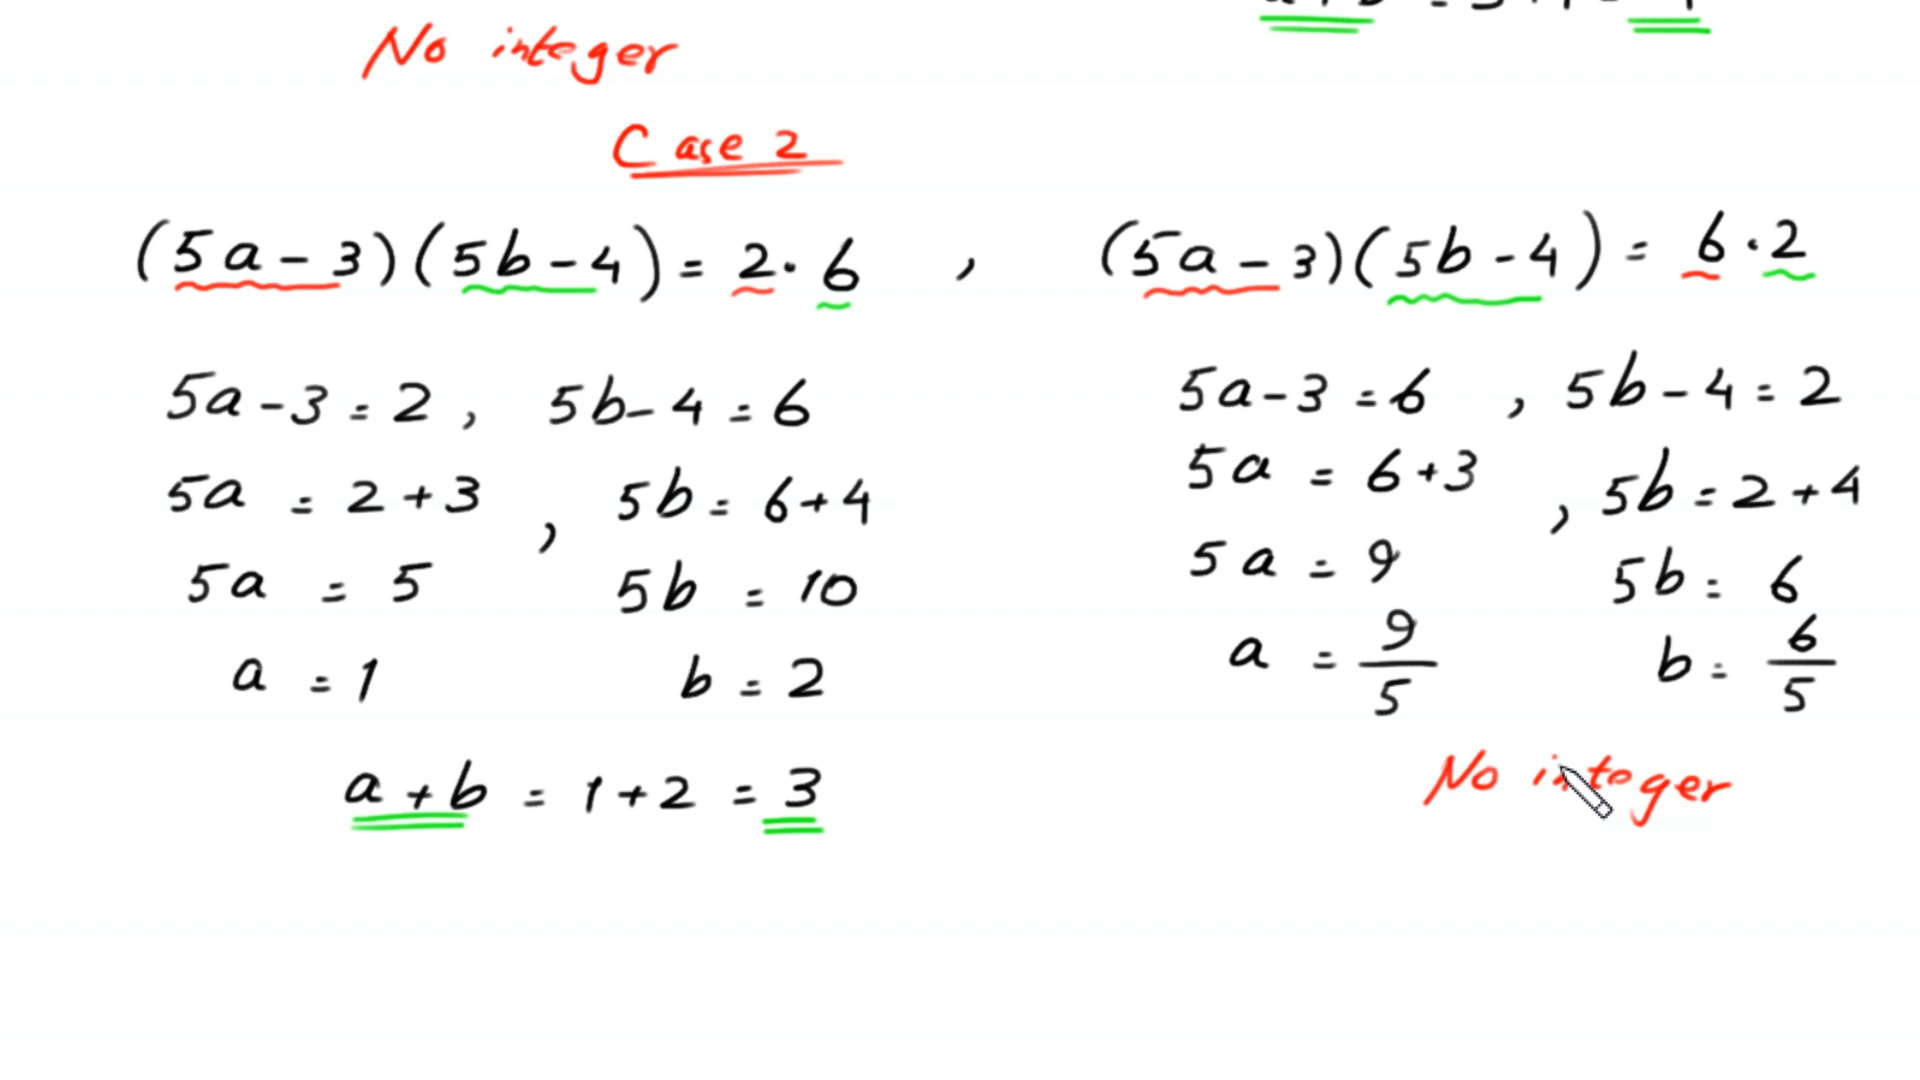 No integer
Case 2
(5a-3)(5b-4) = 2·6 , (5a-3)(5b-4) = 6·2
5a-3 = 2 , 5b-4 = 6
5a = 2+3 , 5b = 6+4
5a = 5 5b = 10
a = 1 b = 2
a+b = 1+2 = 3
5a-3 = 6 , 5b-4 = 2
5a = 6+3 , 5b = 2+4
5a = 9 5b = 6
a = 9/5 b = 6/5
No integer